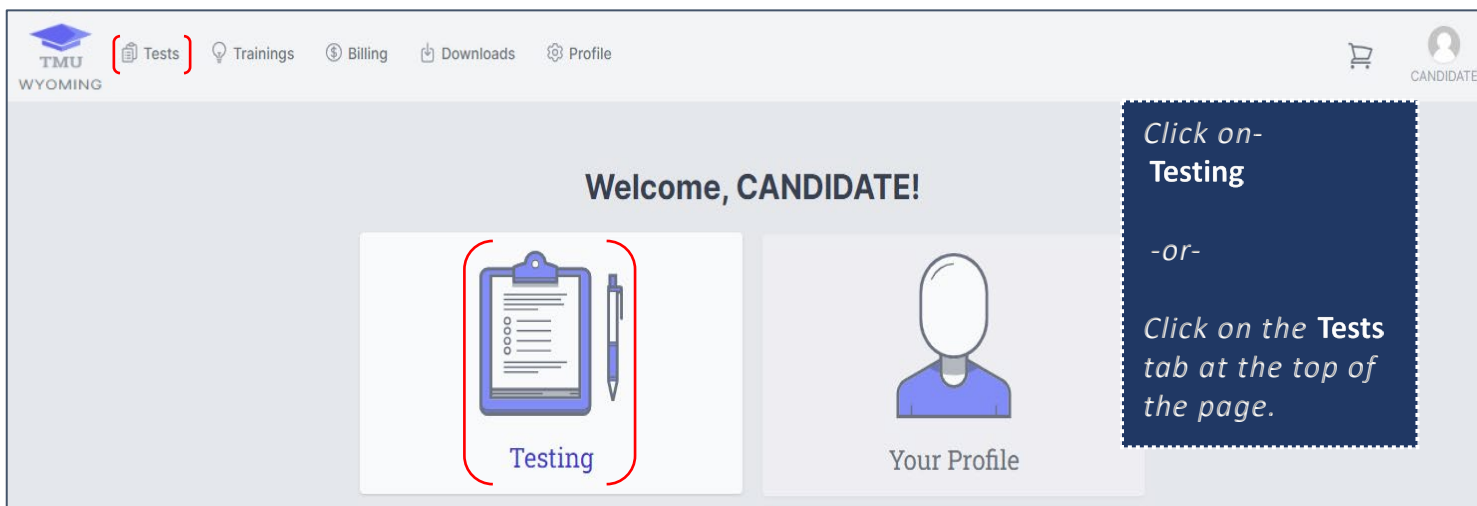 TMU
WYOMING
Tests
Trainings
Billing
Downloads
Profile
CANDIDATE
Welcome, CANDIDATE!
Testing
Your Profile
Click on-
Testing
-or-
Click on the Tests
tab at the top of
the page.